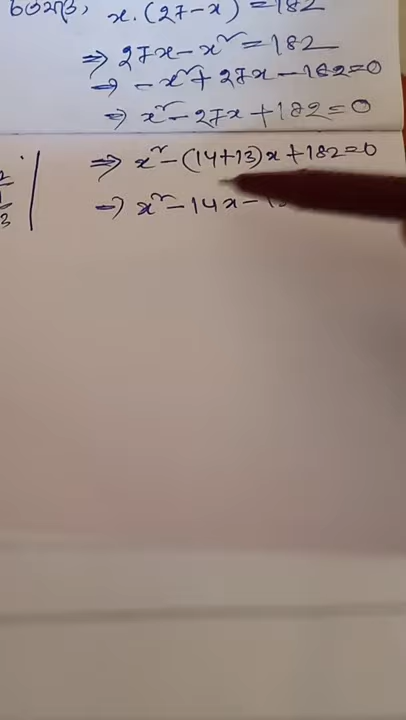 x.(27-x)=182
⇒ 27x-x²=182
⇒ -x²+27x-182=0
⇒ x²-27x+182=0
⇒ x²-(14+13)x+182=0
⇒ x²-14x-